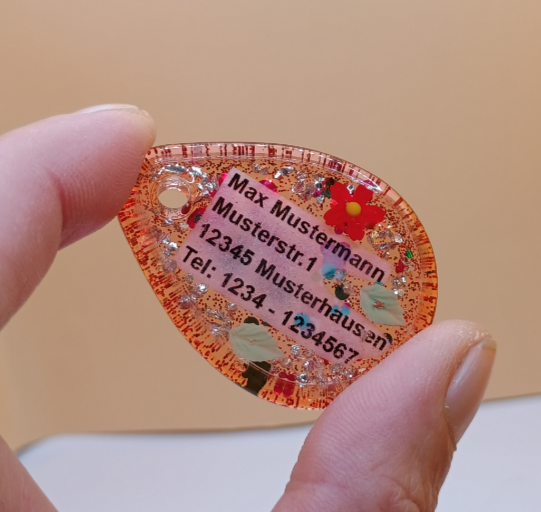 Max Mustermann
Musterstr.1
12345 Musterhausen
Tel: 1234 - 1234567